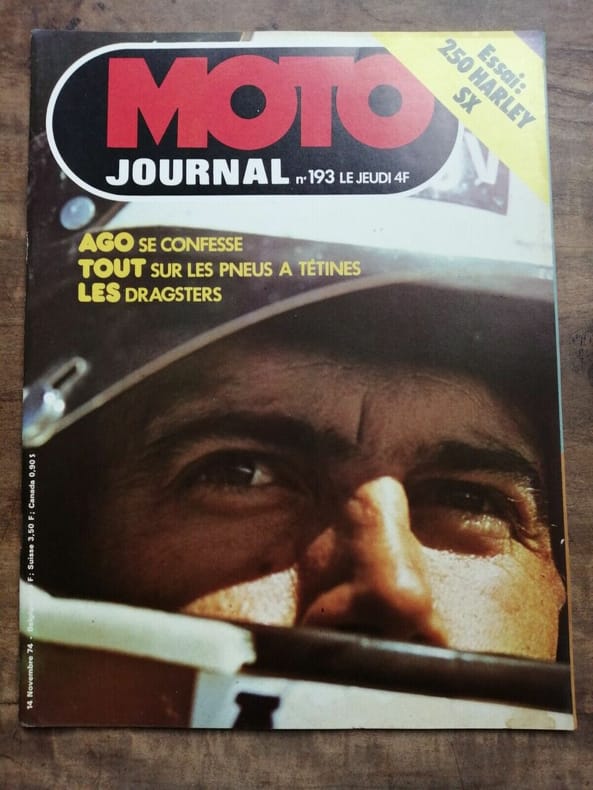 MOTO
JOURNAL n° 193 LE JEUDI 4F
Essai:
250 HARLEY
SX
AGO SE CONFESSE
TOUT SUR LES PNEUS A TÉTINES
LES DRAGSTERS
14 Novembre 74 - F ; Suisse 3,50 F ; Canada 0,90 $